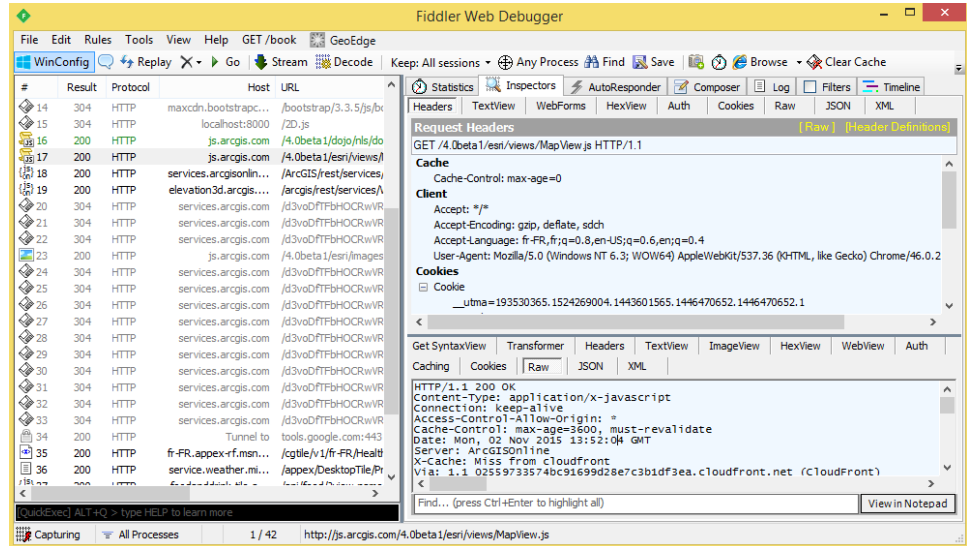 Fiddler Web Debugger
File Edit Rules Tools View Help GET /book GeoEdge
WinConfig Replay Go Stream Decode Keep: All sessions Any Process Find Save Browse Clear Cache
# Result Protocol Host URL
14 304 HTTP maxcdn.bootstrapc... /bootstrap/3.3.5/js/bo
15 304 HTTP localhost:8000 /2D.js
16 200 HTTP js.arcgis.com /4.0beta1/dojo/nls/do
17 200 HTTP js.arcgis.com /4.0beta1/esri/views/
18 200 HTTP services.arcgisonlin... /ArcGIS/rest/services/
19 200 HTTP elevation3d.arcgis.... /arcgis/rest/services/
20 304 HTTP services.arcgis.com /d3voDfTFbHOCRwVR
21 304 HTTP services.arcgis.com /d3voDfTFbHOCRwVR
22 304 HTTP services.arcgis.com /d3voDfTFbHOCRwVR
23 200 HTTP js.arcgis.com /4.0beta1/esri/images
24 304 HTTP services.arcgis.com /d3voDfTFbHOCRwVR
25 304 HTTP services.arcgis.com /d3voDfTFbHOCRwVR
26 304 HTTP services.arcgis.com /d3voDfTFbHOCRwVR
27 304 HTTP services.arcgis.com /d3voDfTFbHOCRwVR
28 304 HTTP services.arcgis.com /d3voDfTFbHOCRwVR
29 304 HTTP services.arcgis.com /d3voDfTFbHOCRwVR
30 304 HTTP services.arcgis.com /d3voDfTFbHOCRwVR
31 304 HTTP services.arcgis.com /d3voDfTFbHOCRwVR
32 304 HTTP services.arcgis.com /d3voDfTFbHOCRwVR
33 304 HTTP services.arcgis.com /d3voDfTFbHOCRwVR
34 200 HTTP Tunnel to tools.google.com:443
35 200 HTTP fr-FR.appex-rf.msn... /cgtile/v1/fr-FR/Healt
36 200 HTTP service.weather.mi... /appex/DesktopTile/Pr
[QuickExec] ALT+Q > type HELP to learn more
Statistics Inspectors AutoResponder Composer Log Filters Timeline
Headers TextView WebForms HexView Auth Cookies Raw JSON XML
Request Headers [ Raw ] [Header Definitions]
GET /4.0beta1/esri/views/MapView.js HTTP/1.1
Cache
Cache-Control: max-age=0
Client
Accept: */*
Accept-Encoding: gzip, deflate, sdch
Accept-Language: fr-FR,fr;q=0.8,en-US;q=0.6,en;q=0.4
User-Agent: Mozilla/5.0 (Windows NT 6.3; WOW64) AppleWebKit/537.36 (KHTML, like Gecko) Chrome/46.0.2
Cookies
Cookie
__utma=193530365.1524269004.1443601565.1446470652.1446470652.1
Get SyntaxView Transformer Headers TextView ImageView HexView WebView Auth
Caching Cookies Raw JSON XML
HTTP/1.1 200 OK
Content-Type: application/x-javascript
Connection: keep-alive
Access-Control-Allow-Origin: *
Cache-Control: max-age=3600, must-revalidate
Date: Mon, 02 Nov 2015 13:52:04 GMT
Server: ArcGISOnline
X-Cache: Miss from cloudfront
Via: 1.1 02559733574bc91699d28e7c3b1df3ea.cloudfront.net (CloudFront)
Find... (press Ctrl+Enter to highlight all) View in Notepad
Capturing All Processes 1 / 42 http://js.arcgis.com/4.0beta1/esri/views/MapView.js